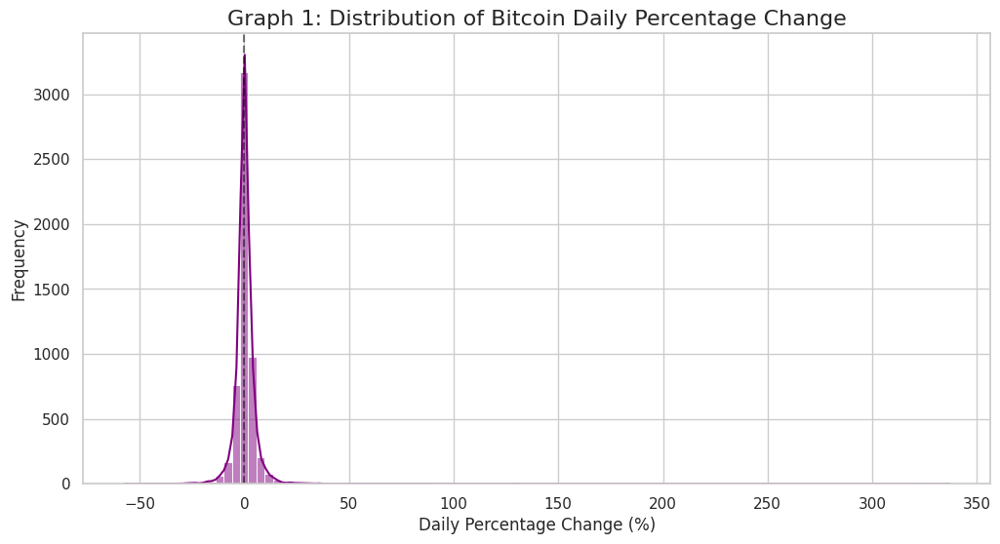 Graph 1: Distribution of Bitcoin Daily Percentage Change
Frequency
3000
2500
2000
1500
1000
500
0
−50 0 50 100 150 200 250 300 350
Daily Percentage Change (%)